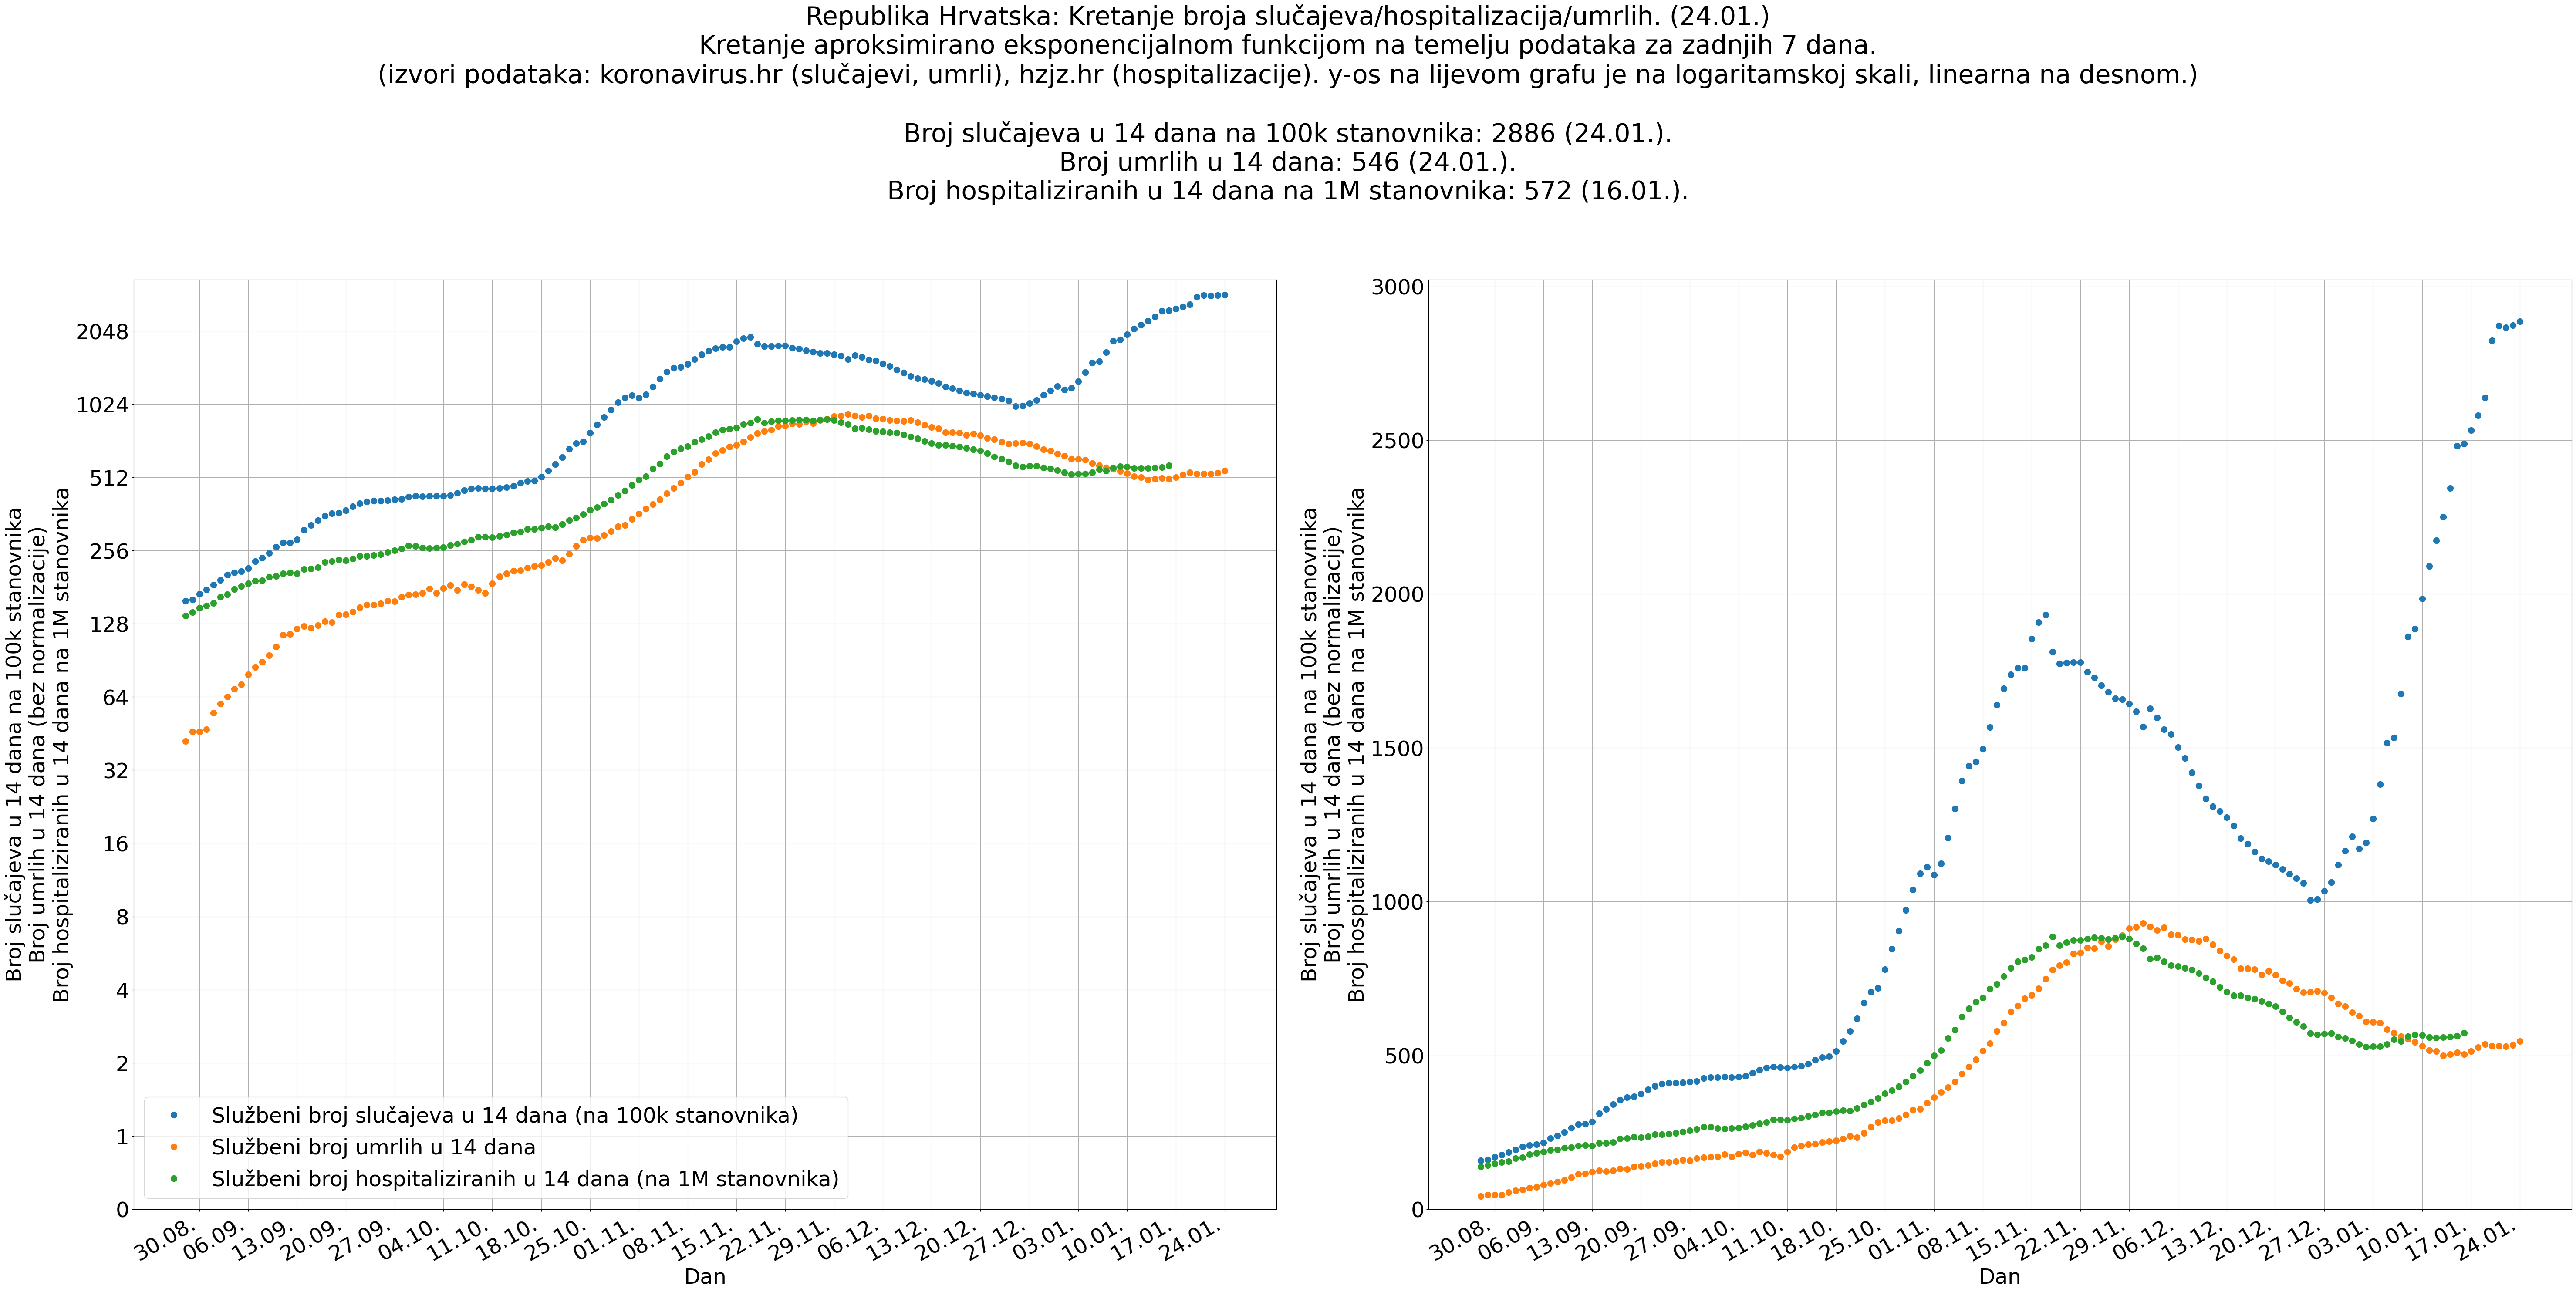 Republika Hrvatska: Kretanje broja slučajeva/hospitalizacija/umrlih. (24.01.)
Kretanje aproksimirano eksponencijalnom funkcijom na temelju podataka za zadnjih 7 dana.
(izvori podataka: koronavirus.hr (slučajevi, umrli), hzjz.hr (hospitalizacije). y-os na lijevom grafu je na logaritamskoj skali, linearna na desnom.)
Broj slučajeva u 14 dana na 100k stanovnika: 2886 (24.01.).
Broj umrlih u 14 dana: 546 (24.01.).
Broj hospitaliziranih u 14 dana na 1M stanovnika: 572 (16.01.).
Broj slučajeva u 14 dana na 100k stanovnika
Broj umrlih u 14 dana (bez normalizacije)
Broj hospitaliziranih u 14 dana na 1M stanovnika
2048
1024
512
256
128
64
32
16
8
4
2
1
0
Službeni broj slučajeva u 14 dana (na 100k stanovnika)
Službeni broj umrlih u 14 dana
Službeni broj hospitaliziranih u 14 dana (na 1M stanovnika)
30.08. 06.09. 13.09. 20.09. 27.09. 04.10. 11.10. 18.10. 25.10. 01.11. 08.11. 15.11. 22.11. 29.11. 06.12. 13.12. 20.12. 27.12. 03.01. 10.01. 17.01. 24.01.
Dan
Broj slučajeva u 14 dana na 100k stanovnika
Broj umrlih u 14 dana (bez normalizacije)
Broj hospitaliziranih u 14 dana na 1M stanovnika
3000
2500
2000
1500
1000
500
0
30.08. 06.09. 13.09. 20.09. 27.09. 04.10. 11.10. 18.10. 25.10. 01.11. 08.11. 15.11. 22.11. 29.11. 06.12. 13.12. 20.12. 27.12. 03.01. 10.01. 17.01. 24.01.
Dan